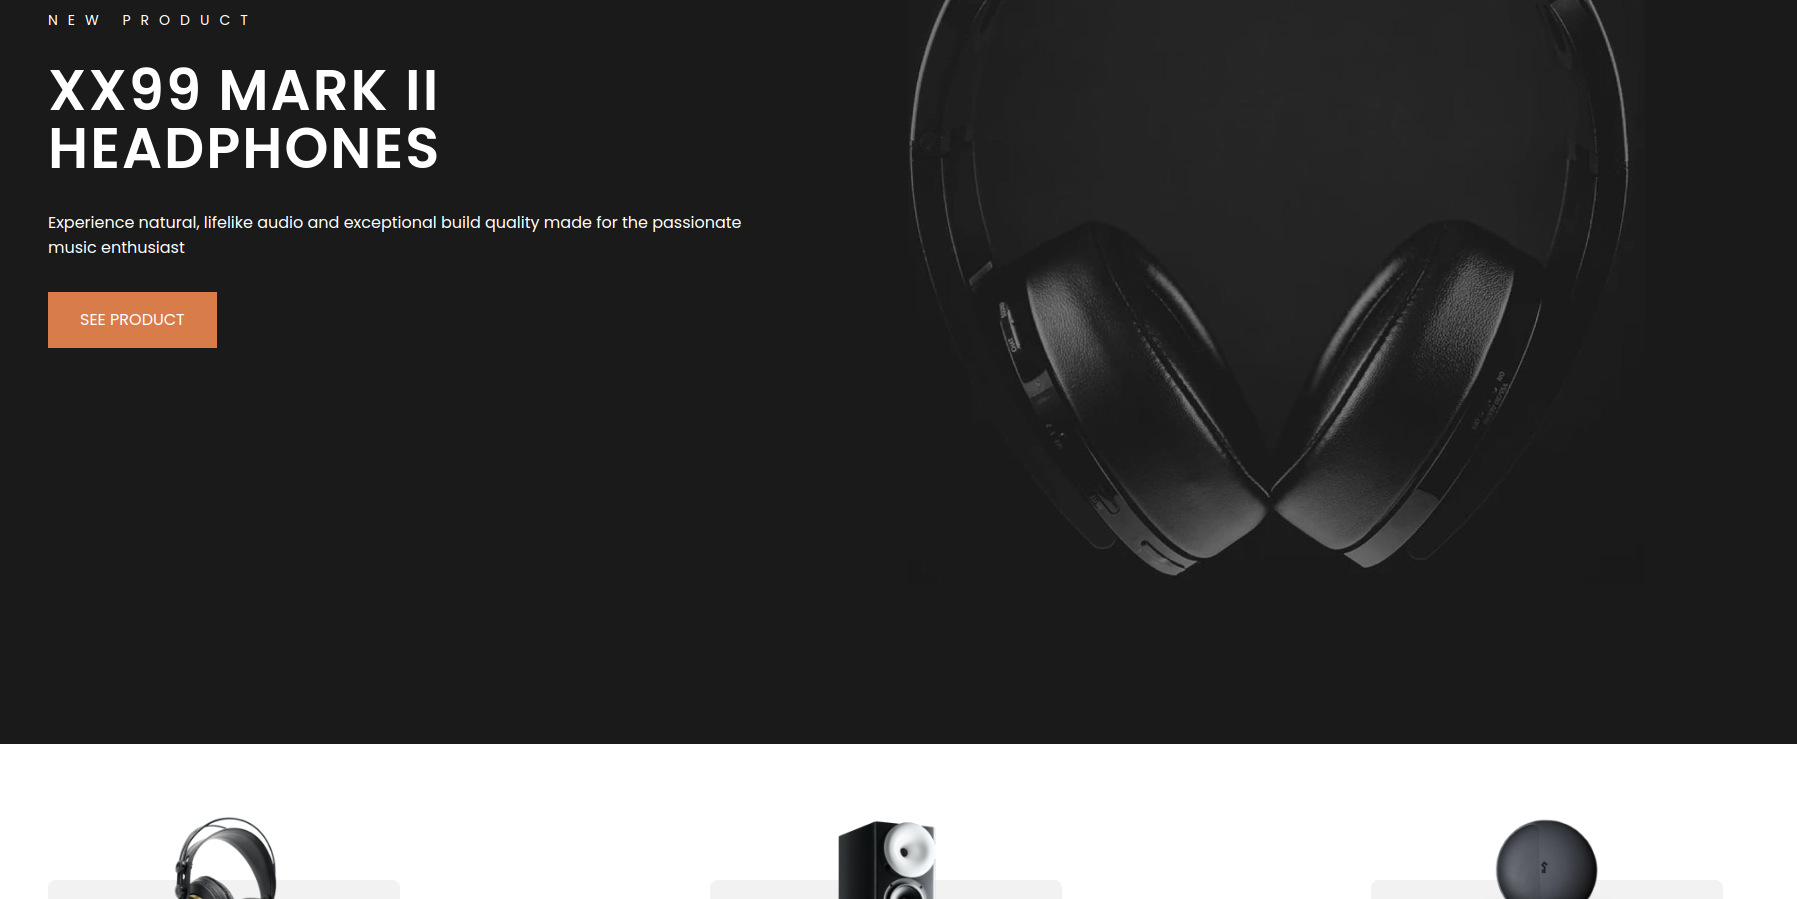 NEW PRODUCT
XX99 MARK II
HEADPHONES
Experience natural, lifelike audio and exceptional build quality made for the passionate
music enthusiast
SEE PRODUCT